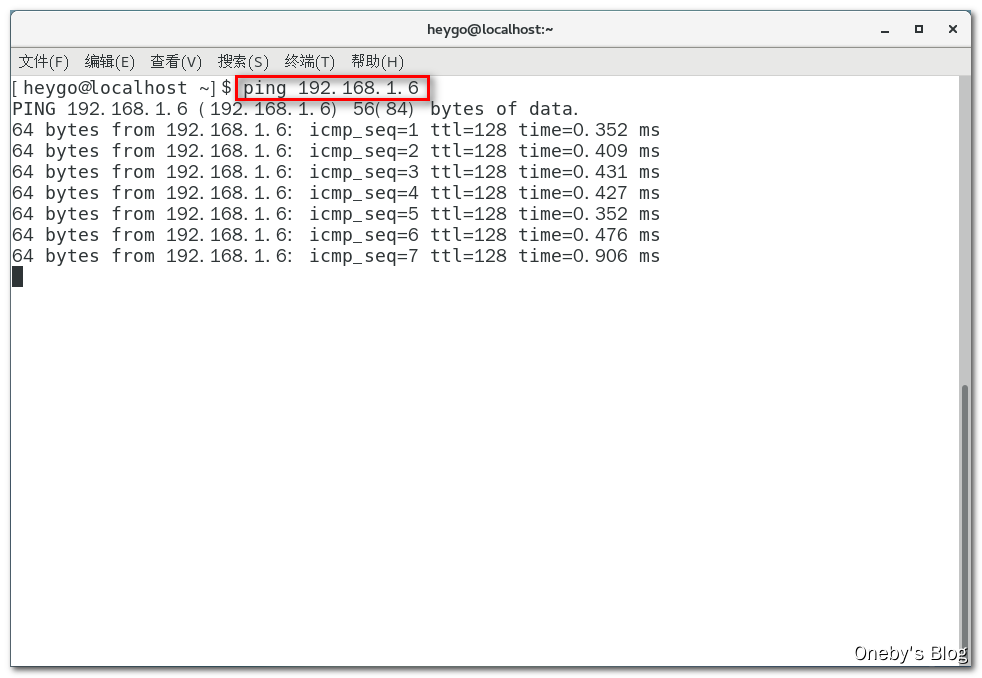 heygo@localhost:~
文件(F) 编辑(E) 查看(V) 搜索(S) 终端(T) 帮助(H)
[heygo@localhost ~]$ ping 192.168.1.6
PING 192.168.1.6 (192.168.1.6) 56(84) bytes of data.
64 bytes from 192.168.1.6: icmp_seq=1 ttl=128 time=0.352 ms
64 bytes from 192.168.1.6: icmp_seq=2 ttl=128 time=0.409 ms
64 bytes from 192.168.1.6: icmp_seq=3 ttl=128 time=0.431 ms
64 bytes from 192.168.1.6: icmp_seq=4 ttl=128 time=0.427 ms
64 bytes from 192.168.1.6: icmp_seq=5 ttl=128 time=0.352 ms
64 bytes from 192.168.1.6: icmp_seq=6 ttl=128 time=0.476 ms
64 bytes from 192.168.1.6: icmp_seq=7 ttl=128 time=0.906 ms
Oneby's Blog